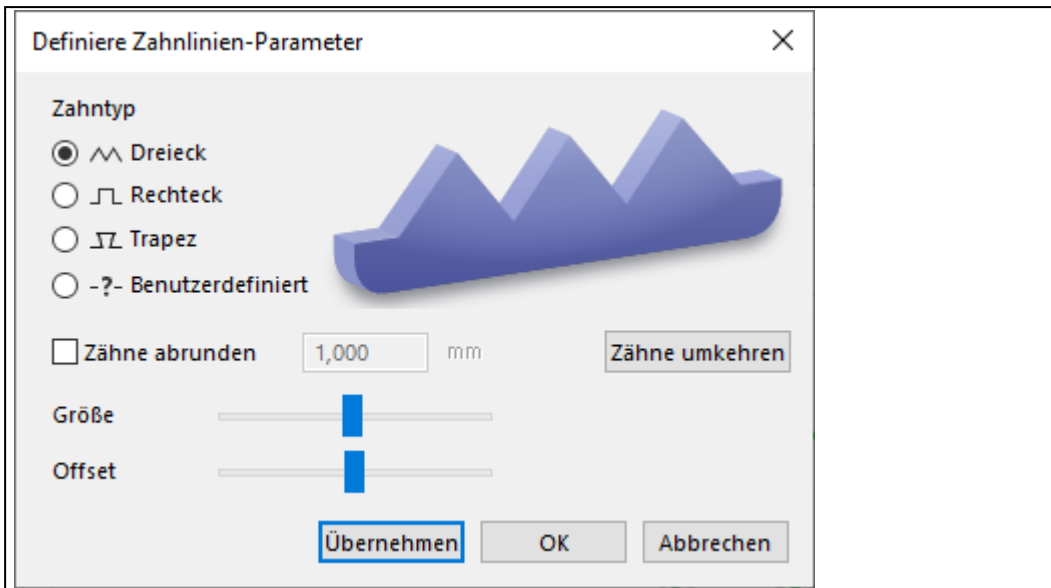 Definiere Zahnlinien-Parameter
Zahntyp
Dreieck
Rechteck
Trapez
-?- Benutzerdefiniert
Zähne abrunden 1,000 mm Zähne umkehren
Größe
Offset
Übernehmen OK Abbrechen